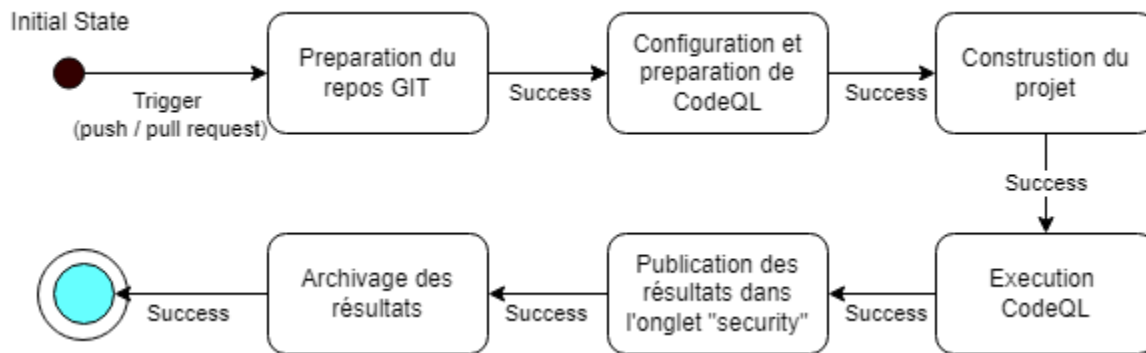 Initial State
Trigger
(push / pull request)
Preparation du
repos GIT
Success
Configuration et
preparation de
CodeQL
Success
Construstion du
projet
Success
Execution
CodeQL
Success
Publication des
résultats dans
l'onglet "security"
Success
Archivage des
résultats
Success